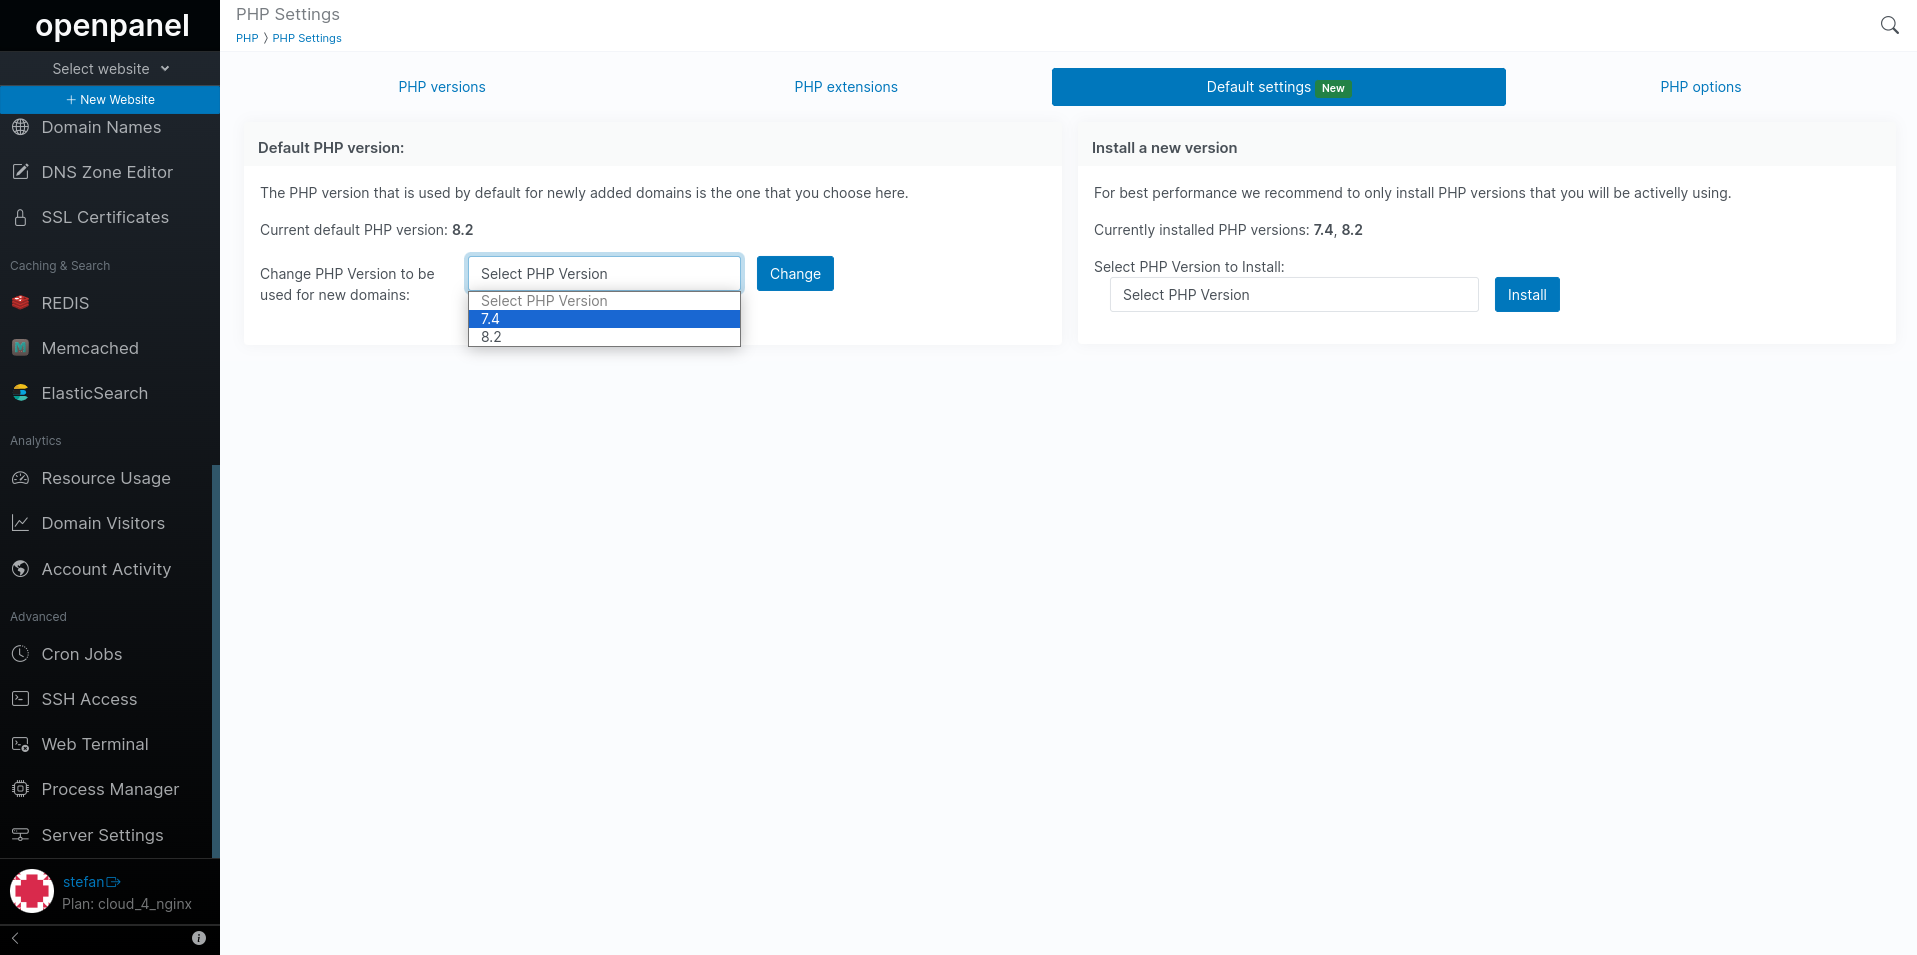 openpanel
Select website
+ New Website
Domain Names
DNS Zone Editor
SSL Certificates
Caching & Search
REDIS
Memcached
ElasticSearch
Analytics
Resource Usage
Domain Visitors
Account Activity
Advanced
Cron Jobs
SSH Access
Web Terminal
Process Manager
Server Settings
stefan
Plan: cloud_4_nginx
PHP Settings
PHP 〉 PHP Settings
PHP versions
PHP extensions
Default settings New
PHP options
Default PHP version:
The PHP version that is used by default for newly added domains is the one that you choose here.
Current default PHP version: 8.2
Change PHP Version to be
used for new domains:
Select PHP Version
Change
Select PHP Version
7.4
8.2
Install a new version
For best performance we recommend to only install PHP versions that you will be activelly using.
Currently installed PHP versions: 7.4, 8.2
Select PHP Version to Install:
Select PHP Version
Install